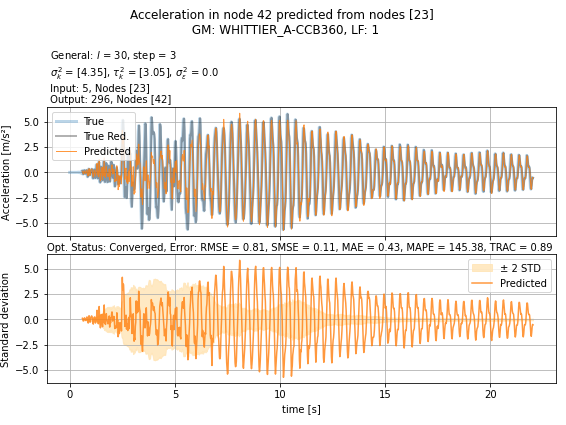 Acceleration in node 42 predicted from nodes [23]
GM: WHITTIER_A-CCB360, LF: 1
General: l = 30, step = 3
σ²ₖ = [4.35], τ²ₖ = [3.05], σ²ε = 0.0
Input: 5, Nodes [23]
Output: 296, Nodes [42]
True
True Red.
Predicted
Acceleration [m/s²]
5.0
2.5
0.0
−2.5
−5.0
Opt. Status: Converged, Error: RMSE = 0.81, SMSE = 0.11, MAE = 0.43, MAPE = 145.38, TRAC = 0.89
± 2 STD
Predicted
Standard deviation
5.0
2.5
0.0
−2.5
−5.0
0
5
10
15
20
time [s]